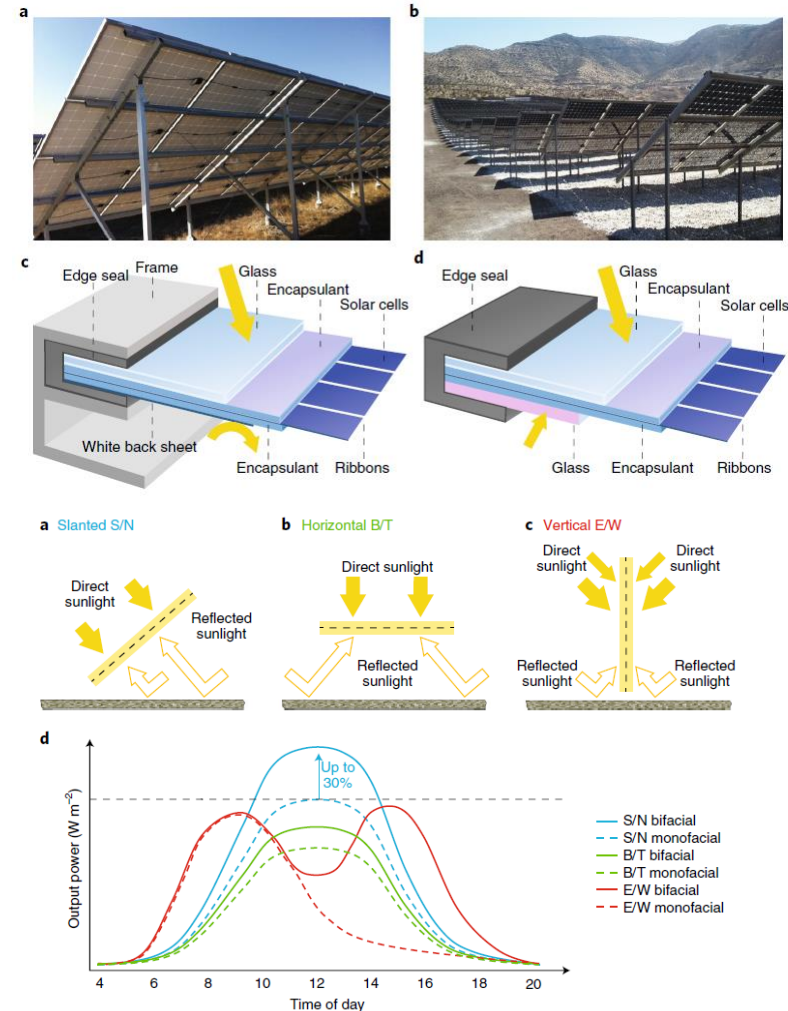 a
b
c
Edge seal
Frame
Glass
Encapsulant
Solar cells
White back sheet
Encapsulant
Ribbons
d
Edge seal
Glass
Encapsulant
Solar cells
Glass
Encapsulant
Ribbons
a Slanted S/N
Direct
sunlight
Reflected
sunlight
b Horizontal B/T
Direct sunlight
Reflected
sunlight
c Vertical E/W
Direct
sunlight
Direct
sunlight
Reflected
sunlight
Reflected
sunlight
d
Output power (W m⁻²)
Up to
30%
S/N bifacial
S/N monofacial
B/T bifacial
B/T monofacial
E/W bifacial
E/W monofacial
4 6 8 10 12 14 16 18 20
Time of day